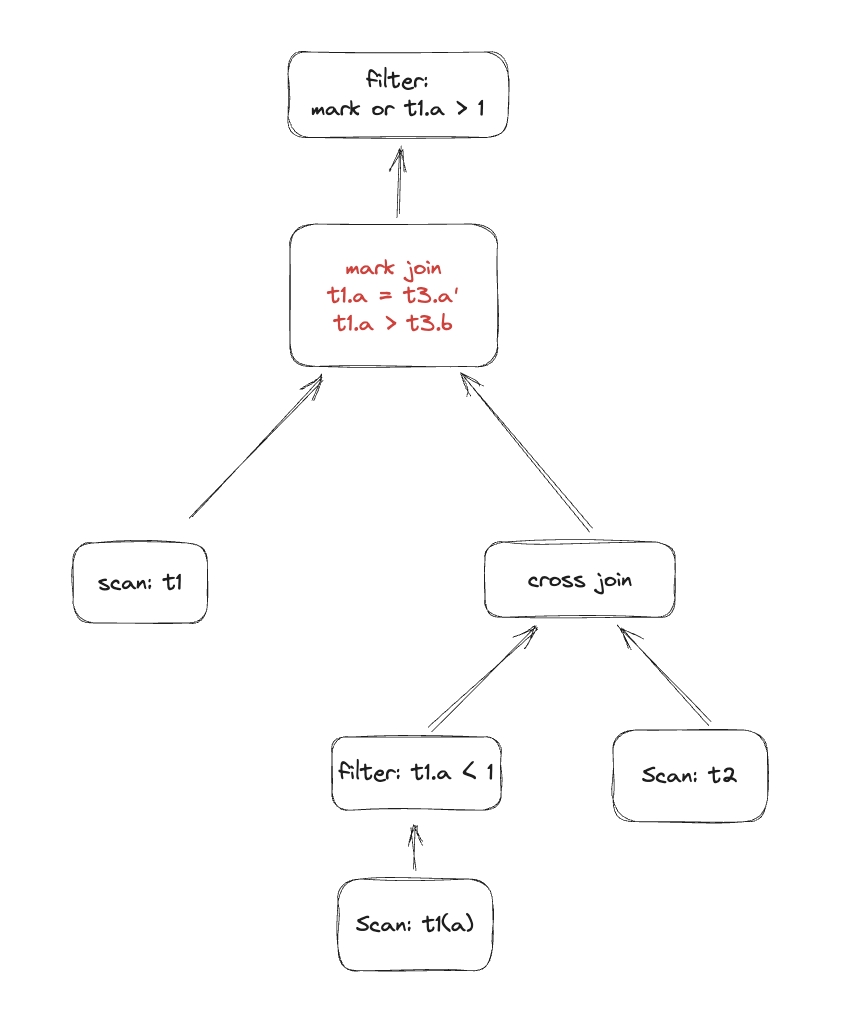 filter:
mark or t1.a > 1
mark join
t1.a = t3.a'
t1.a > t3.b
scan: t1
cross join
filter: t1.a < 1
Scan: t2
Scan: t1(a)